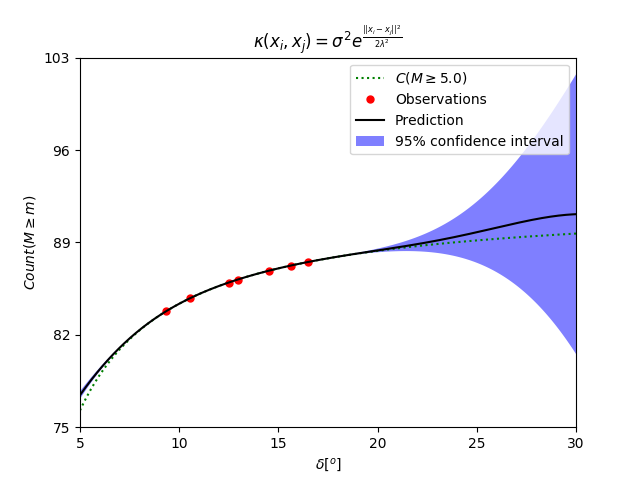 κ(x_i, x_j) = σ²e^{||x_i − x_j||²/2λ²}
C(M ≥ 5.0)
Observations
Prediction
95% confidence interval
Count(M ≥ m)
103
96
89
82
75
5 10 15 20 25 30
δ[°]